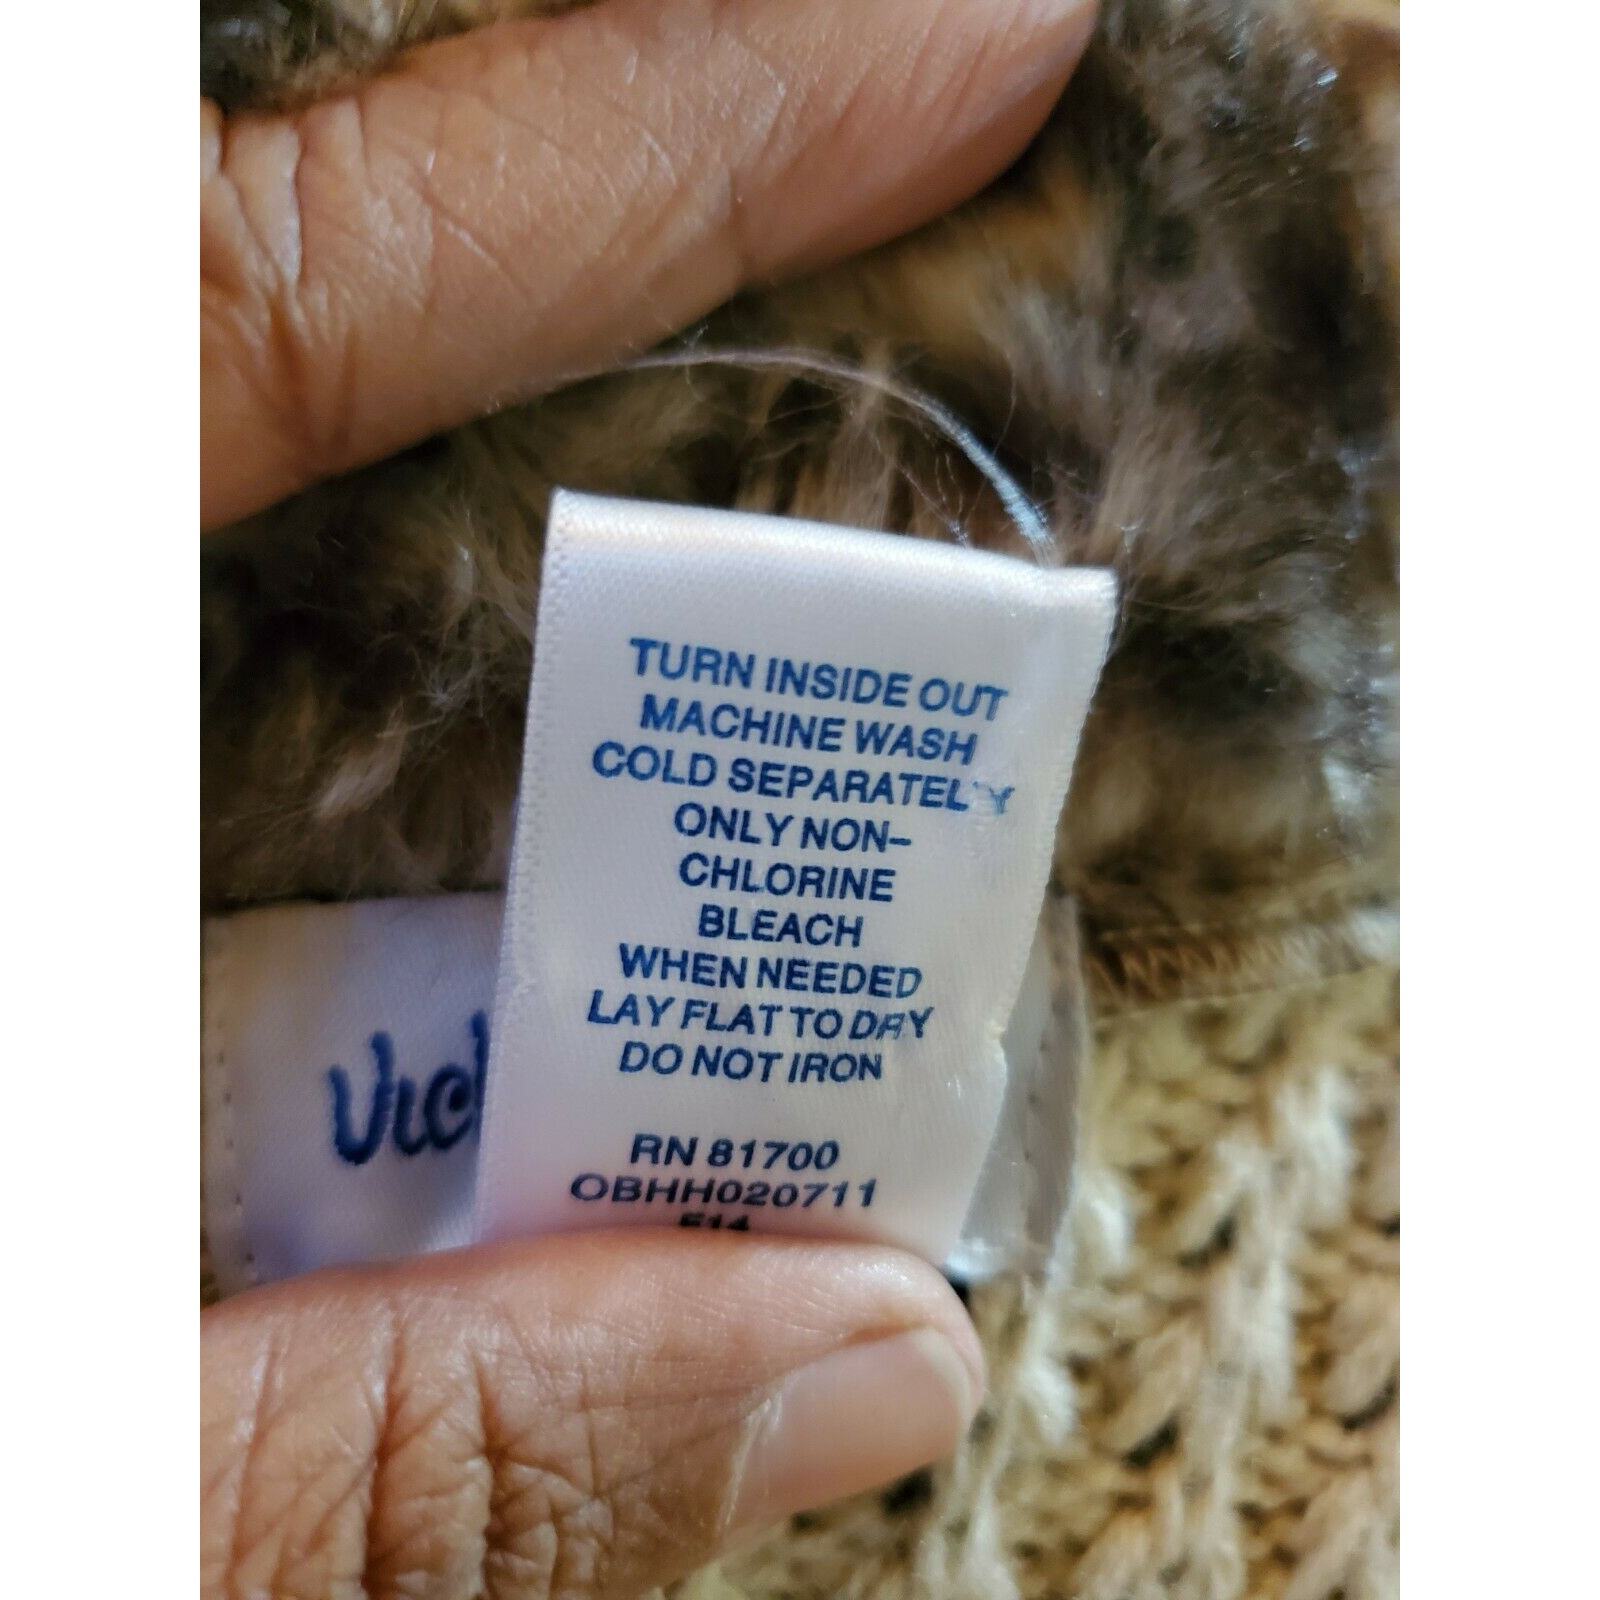 TURN INSIDE OUT
MACHINE WASH
COLD SEPARATELY
ONLY NON-
CHLORINE
BLEACH
WHEN NEEDED
LAY FLAT TO DRY
DO NOT IRON
RN 81700
OBHH020711
F14